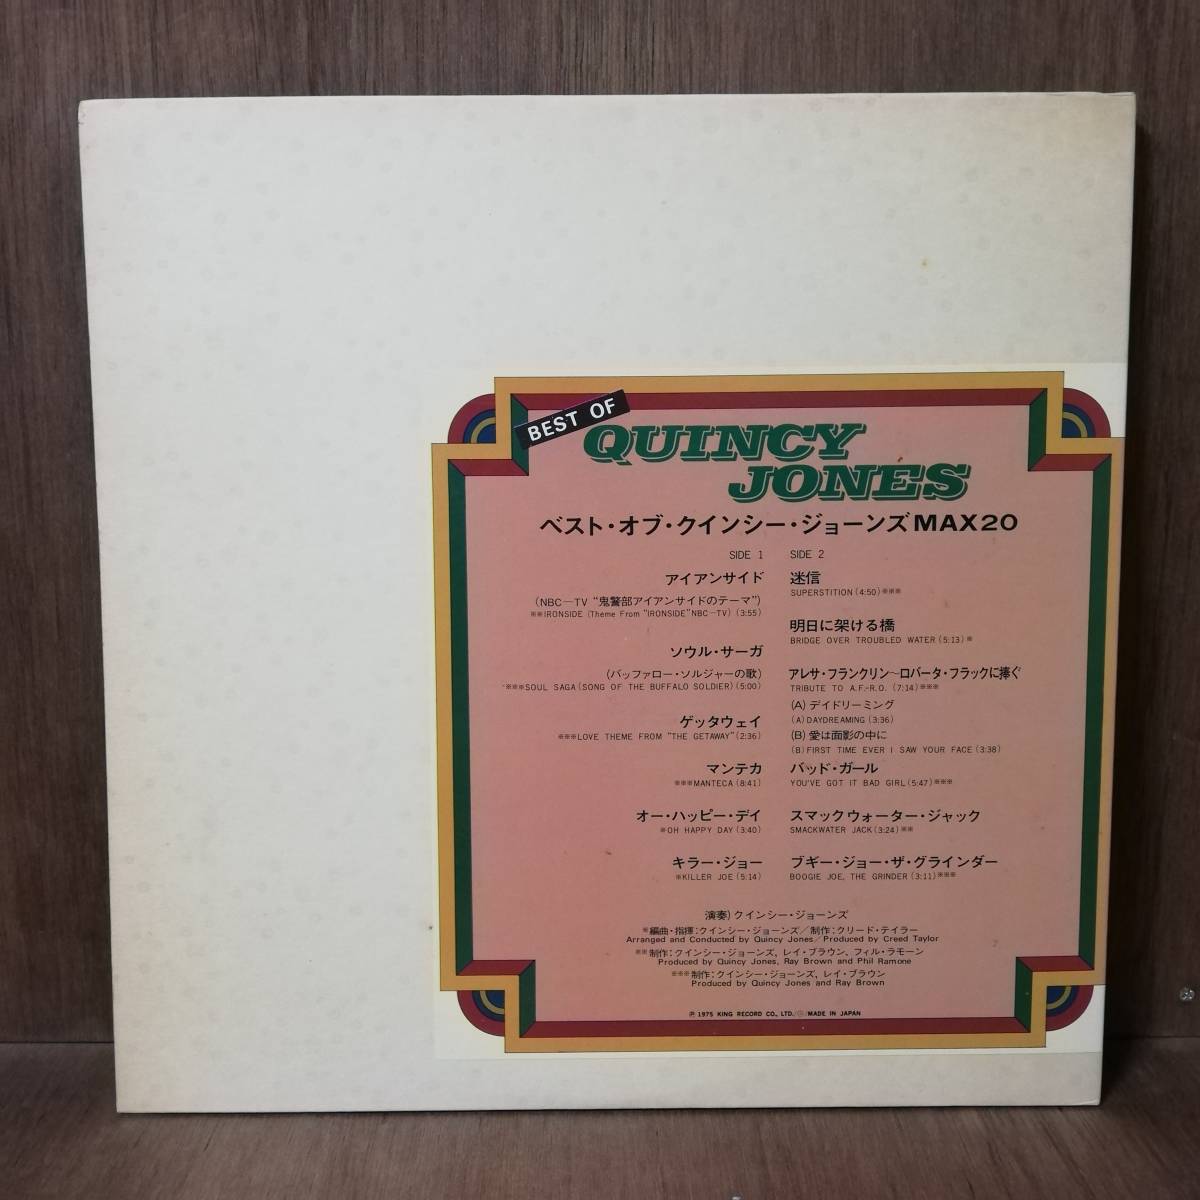 BEST OF
QUINCY
JONES
ベスト・オブ・クインシー・ジョーンズMAX20
SIDE 1
アイアンサイド
(NBC—TV "鬼警部アイアンサイドのテーマ")
※※IRONSIDE (Theme From "IRONSIDE" NBC—TV) (3:55)
ソウル・サーガ
(バッファロー・ソルジャーの歌)
※※※SOUL SAGA (SONG OF THE BUFFALO SOLDIER) (5:00)
ゲッタウェイ
※※※LOVE THEME FROM "THE GETAWAY" (2:36)
マンテカ
※※※MANTECA (8:41)
オー・ハッピー・デイ
※OH HAPPY DAY (3:40)
キラー・ジョー
※KILLER JOE (5:14)
SIDE 2
迷信
SUPERSTITION (4:50) ※※※
明日に架ける橋
BRIDGE OVER TROUBLED WATER (5:13) ※
アレサ・フランクリン〜ロバータ・フラックに捧ぐ
TRIBUTE TO A.F.–R.O. (7:14) ※※※
(A) デイドリーミング
(A) DAYDREAMING (3:36)
(B) 愛は面影の中に
(B) FIRST TIME EVER I SAW YOUR FACE (3:38)
バッド・ガール
YOU'VE GOT IT BAD GIRL (5:47) ※※※
スマックウォーター・ジャック
SMACKWATER JACK (3:24) ※※
ブギー・ジョー・ザ・グラインダー
BOOGIE JOE, THE GRINDER (3:11) ※※※
演奏) クインシー・ジョーンズ
※編曲・指揮：クインシー・ジョーンズ／制作：クリード・テイラー
Arranged and Conducted by Quincy Jones／Produced by Creed Taylor
※※制作：クインシー・ジョーンズ, レイ・ブラウン, フィル・ラモーン
Produced by Quincy Jones, Ray Brown and Phil Ramone
※※※制作：クインシー・ジョーンズ, レイ・ブラウン
Produced by Quincy Jones and Ray Brown
Ⓟ 1975 KING RECORD CO., LTD./Ⓢ/MADE IN JAPAN